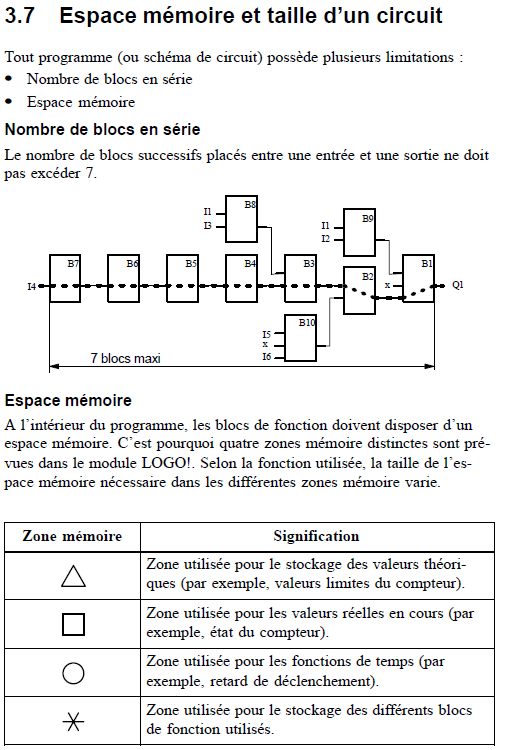 3.7 Espace mémoire et taille d’un circuit
Tout programme (ou schéma de circuit) possède plusieurs limitations :
• Nombre de blocs en série
• Espace mémoire
Nombre de blocs en série
Le nombre de blocs successifs placés entre une entrée et une sortie ne doit
pas excéder 7.
I1
I3
B8
I1
I2
B9
I4
B7
B6
B5
B4
B3
B2
x
B1
Q1
I5
x
I6
B10
7 blocs maxi
Espace mémoire
A l’intérieur du programme, les blocs de fonction doivent disposer d’un
espace mémoire. C’est pourquoi quatre zones mémoire distinctes sont pré-
vues dans le module LOGO!. Selon la fonction utilisée, la taille de l’es-
pace mémoire nécessaire dans les différentes zones mémoire varie.
Zone mémoire Signification
Zone utilisée pour le stockage des valeurs théori-
ques (par exemple, valeurs limites du compteur).
Zone utilisée pour les valeurs réelles en cours (par
exemple, état du compteur).
Zone utilisée pour les fonctions de temps (par
exemple, retard de déclenchement).
Zone utilisée pour le stockage des différents blocs
de fonction utilisés.